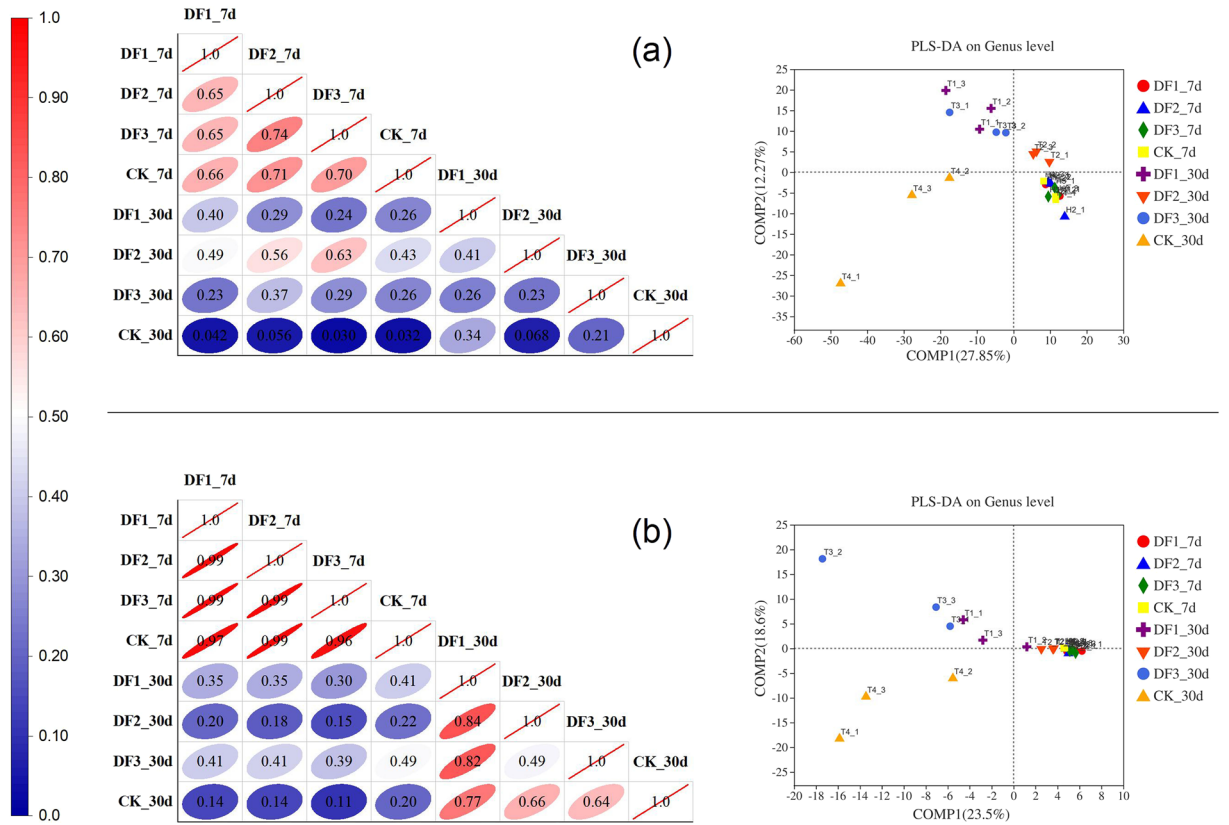 1.0
0.90
0.80
0.70
0.60
0.50
0.40
0.30
0.20
0.10
0.0
(a)
DF1_7d
DF1_7d 1.0 DF2_7d
DF2_7d 0.65 1.0 DF3_7d
DF3_7d 0.65 0.74 1.0 CK_7d
CK_7d 0.66 0.71 0.70 1.0 DF1_30d
DF1_30d 0.40 0.29 0.24 0.26 1.0 DF2_30d
DF2_30d 0.49 0.56 0.63 0.43 0.41 1.0 DF3_30d
DF3_30d 0.23 0.37 0.29 0.26 0.26 0.23 1.0 CK_30d
CK_30d 0.042 0.056 0.030 0.032 0.34 0.068 0.21 1.0
PLS-DA on Genus level
COMP2(12.27%)
25
20
15
10
5
0
-5
-10
-15
-20
-25
-30
-35
T1_3
T1_2
T3_1
T1_1
T3_2
T2_1
T4_2
T4_3
H2_1
T4_1
-60 -50 -40 -30 -20 -10 0 10 20 30
COMP1(27.85%)
DF1_7d
DF2_7d
DF3_7d
CK_7d
DF1_30d
DF2_30d
DF3_30d
CK_30d
(b)
DF1_7d
DF1_7d 1.0 DF2_7d
DF2_7d 0.99 1.0 DF3_7d
DF3_7d 0.99 0.99 1.0 CK_7d
CK_7d 0.97 0.99 0.96 1.0 DF1_30d
DF1_30d 0.35 0.35 0.30 0.41 1.0 DF2_30d
DF2_30d 0.20 0.18 0.15 0.22 0.84 1.0 DF3_30d
DF3_30d 0.41 0.41 0.39 0.49 0.82 0.49 1.0 CK_30d
CK_30d 0.14 0.14 0.11 0.20 0.77 0.66 0.64 1.0
PLS-DA on Genus level
COMP2(18.6%)
25
20
15
10
5
0
-5
-10
-15
-20
-25
T3_2
T3_3
T1_1
T1_3
T1_2
T4_2
T4_3
T4_1
-20 -18 -16 -14 -12 -10 -8 -6 -4 -2 0 2 4 6 8 10
COMP1(23.5%)
DF1_7d
DF2_7d
DF3_7d
CK_7d
DF1_30d
DF2_30d
DF3_30d
CK_30d